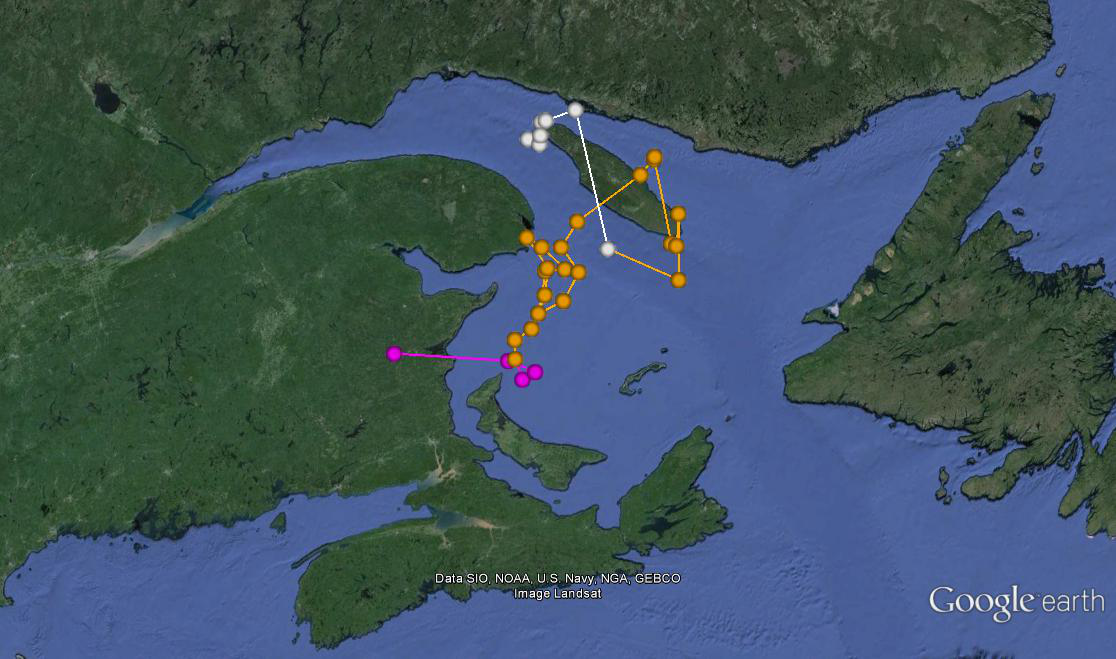 Data SIO, NOAA, U.S. Navy, NGA, GEBCO
Image Landsat
Google earth